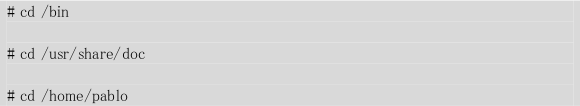 # cd /bin
# cd /usr/share/doc
# cd /home/pablo